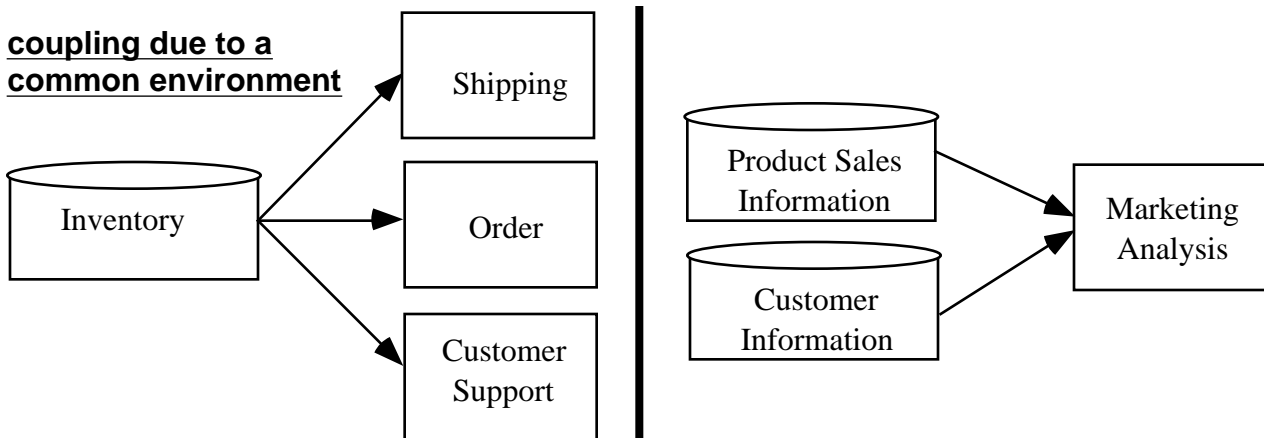 coupling due to a
common environment
Shipping
Inventory
Order
Customer
Support
Product Sales
Information
Customer
Information
Marketing
Analysis